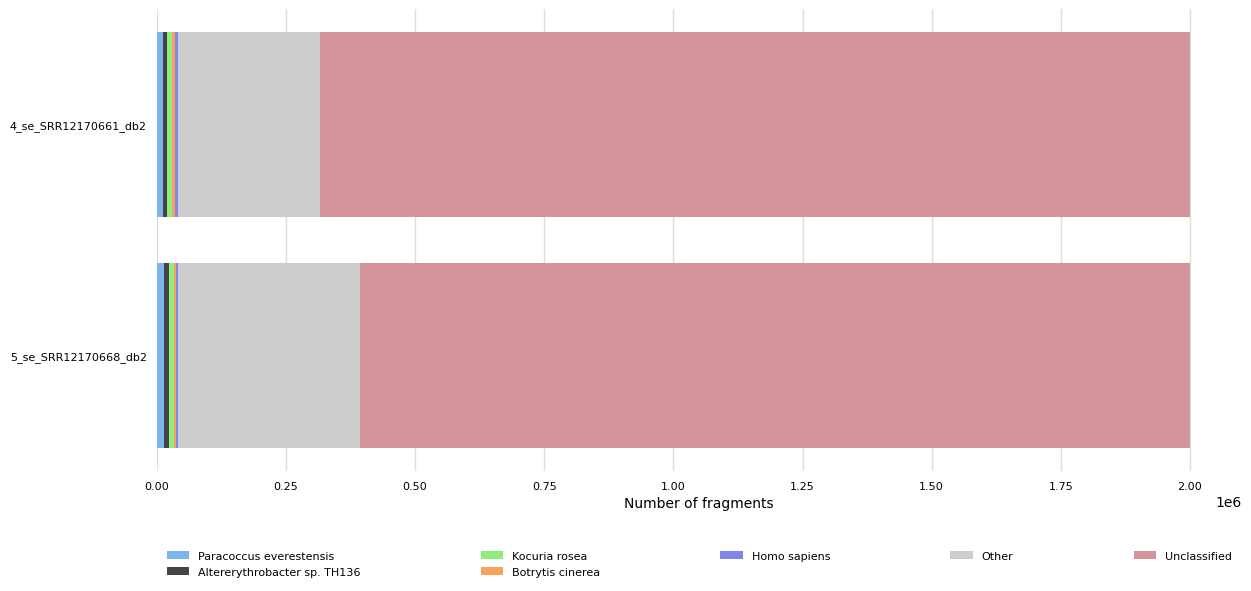 4_se_SRR12170661_db2
5_se_SRR12170668_db2
0.00 0.25 0.50 0.75 1.00 1.25 1.50 1.75 2.00
Number of fragments 1e6
Paracoccus everestensis Kocuria rosea Homo sapiens Other Unclassified
Altererythrobacter sp. TH136 Botrytis cinerea